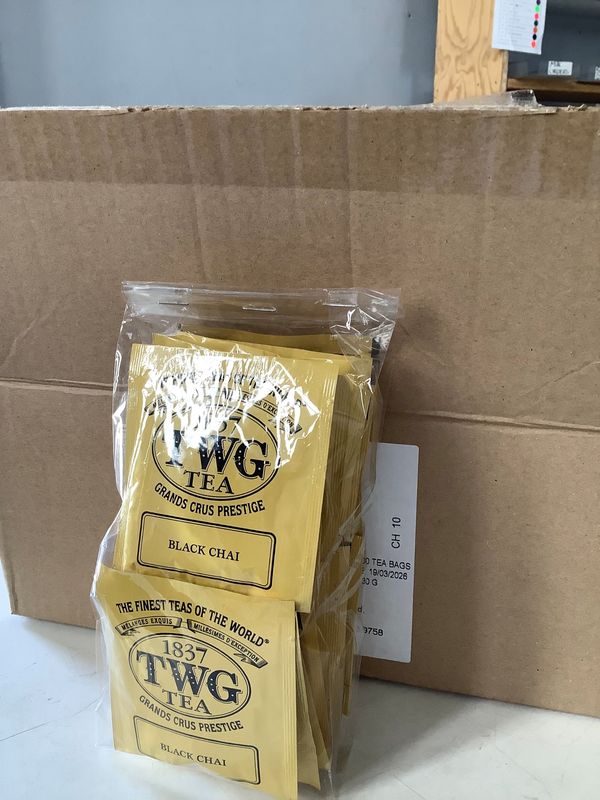 1837
TWG
TEA
GRANDS CRUS PRESTIGE
BLACK CHAI
THE FINEST TEAS OF THE WORLD®
MÉLANGES EXQUIS
MILLÉSIMES D'EXCEPTION
1837
TWG
TEA
GRANDS CRUS PRESTIGE
BLACK CHAI
CH 10
TEA BAGS
19/03/2026
G
9758